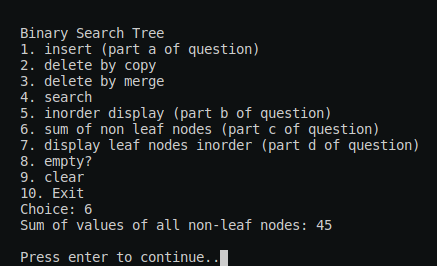 Binary Search Tree
1. insert (part a of question)
2. delete by copy
3. delete by merge
4. search
5. inorder display (part b of question)
6. sum of non leaf nodes (part c of question)
7. display leaf nodes inorder (part d of question)
8. empty?
9. clear
10. Exit
Choice: 6
Sum of values of all non-leaf nodes: 45
Press enter to continue..